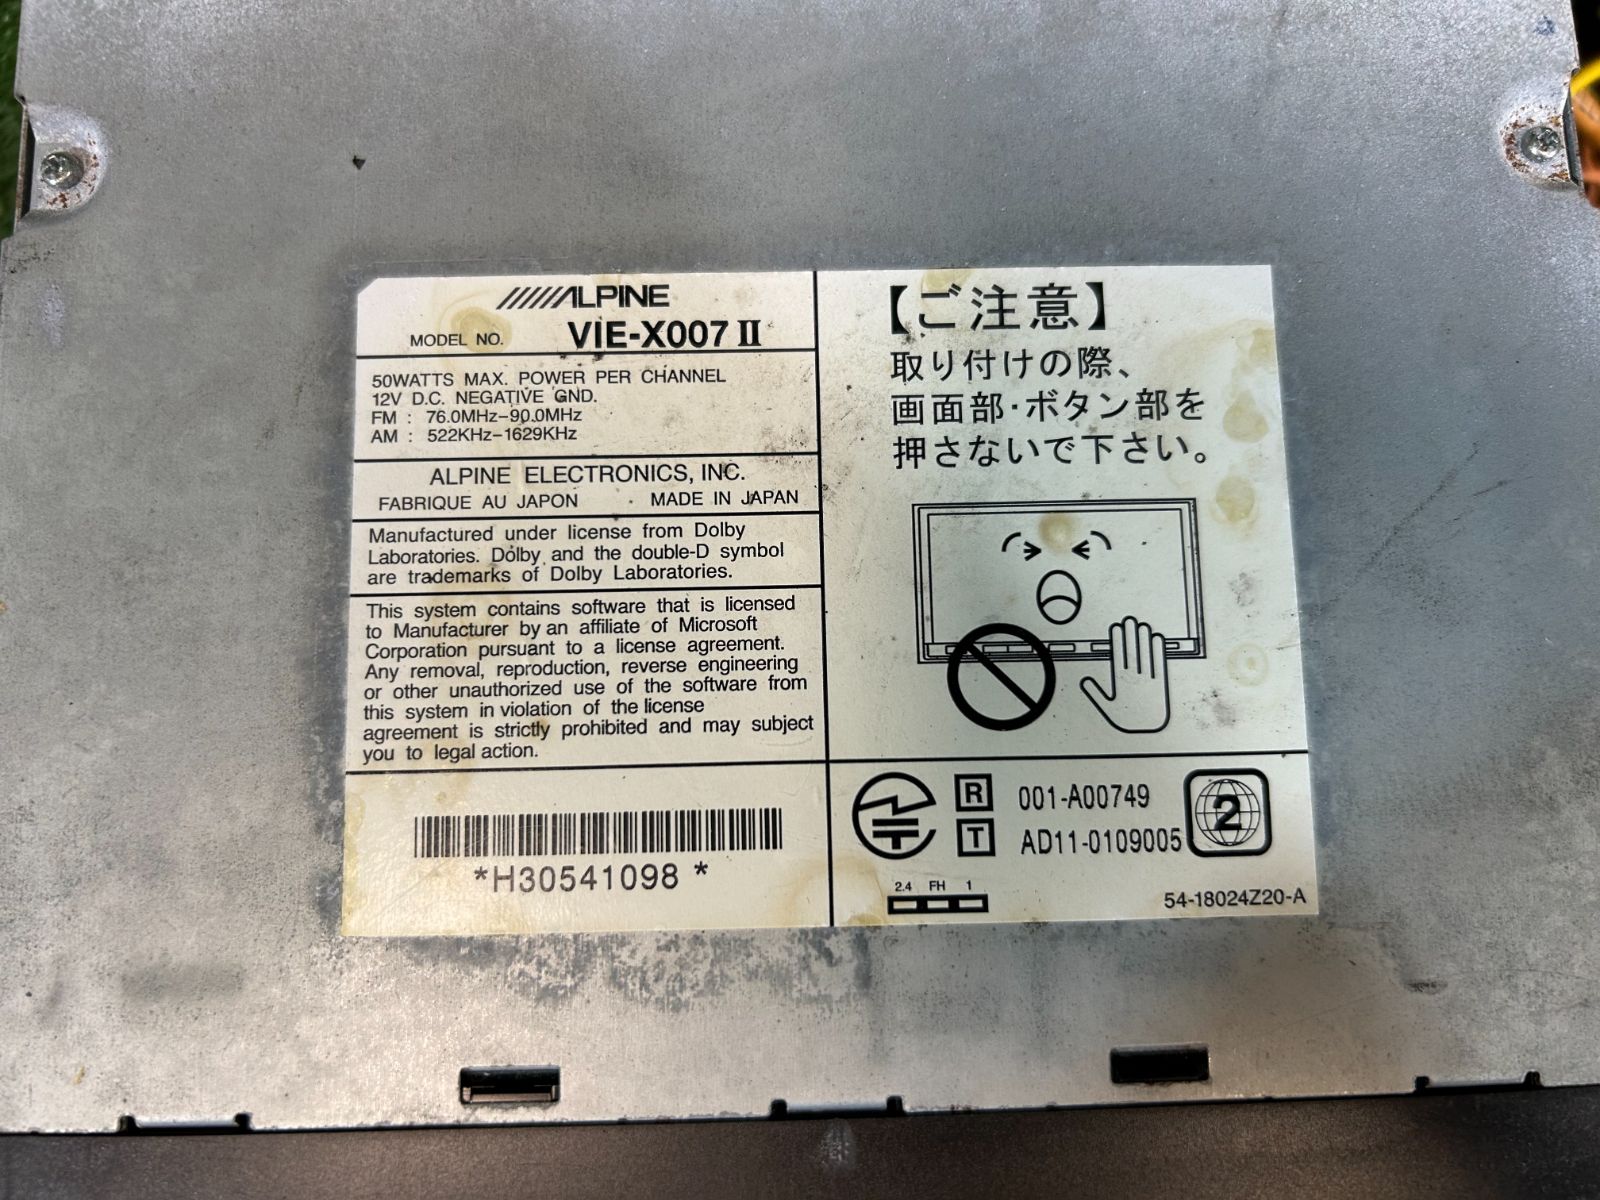 ALPINE
MODEL NO. VIE-X007 II
50WATTS MAX. POWER PER CHANNEL
12V D.C. NEGATIVE GND.
FM : 76.0MHz-90.0MHz
AM : 522KHz-1629KHz
ALPINE ELECTRONICS, INC.
FABRIQUE AU JAPON MADE IN JAPAN
Manufactured under license from Dolby
Laboratories. Dolby and the double-D symbol
are trademarks of Dolby Laboratories.
This system contains software that is licensed
to Manufacturer by an affiliate of Microsoft
Corporation pursuant to a license agreement.
Any removal, reproduction, reverse engineering
or other unauthorized use of the software from
this system in violation of the license
agreement is strictly prohibited and may subject
you to legal action.
*H30541098 *
【ご注意】
取り付けの際、
画面部・ボタン部を
押さないで下さい。
R 001-A00749
T AD11-0109005
2
2.4 FH 1
54-18024Z20-A